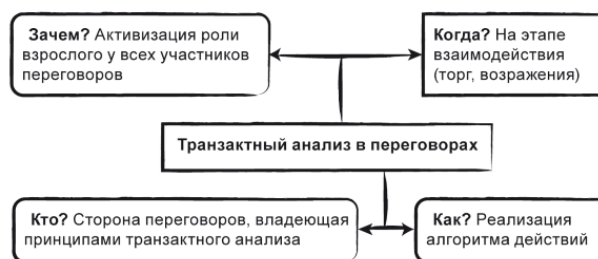 Зачем? Активизация роли
взрослого у всех участников
переговоров
Когда? На этапе
взаимодействия
(торг, возражения)
Транзактный анализ в переговорах
Кто? Сторона переговоров, владеющая
принципами транзактного анализа
Как? Реализация
алгоритма действий